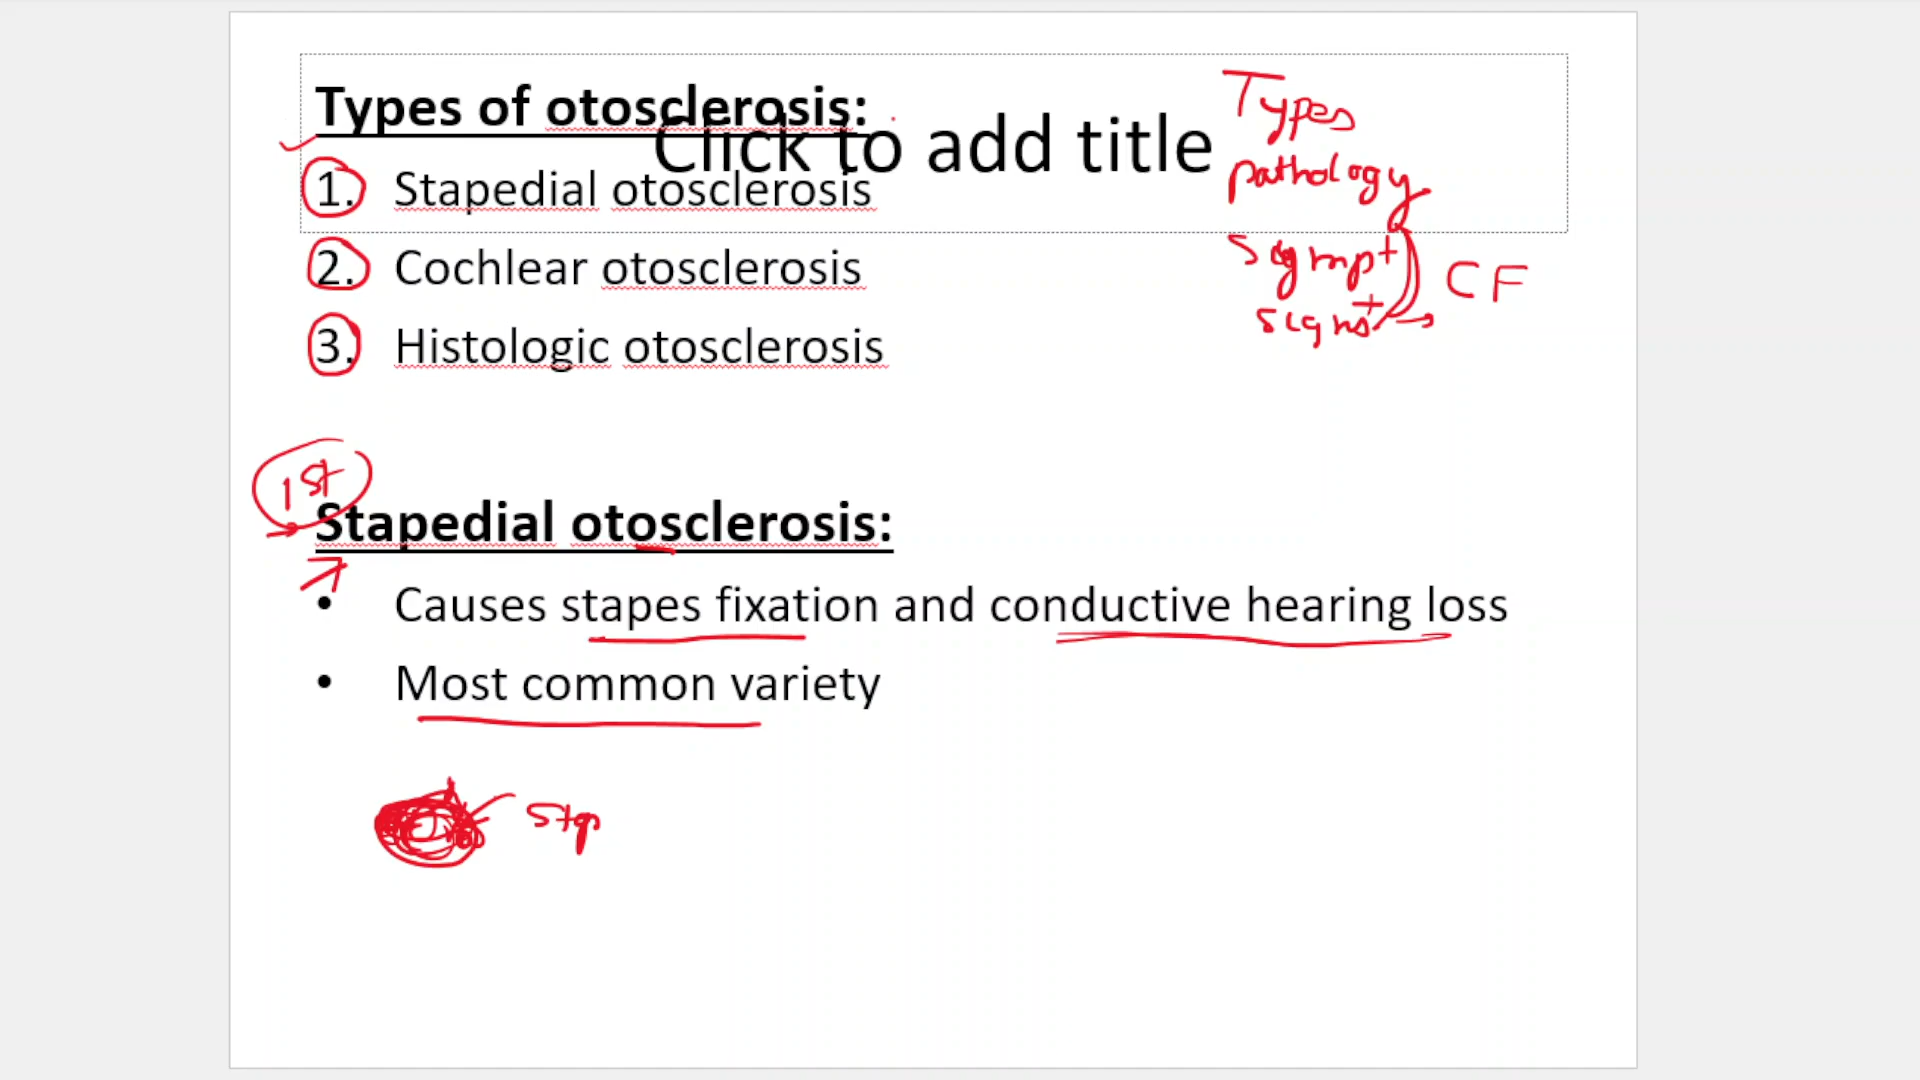 Types of otosclerosis:
Click to add title
1. Stapedial otosclerosis
2. Cochlear otosclerosis
3. Histologic otosclerosis
Types
pathology
Sympt
signs
CF
1st
Stapedial otosclerosis:
• Causes stapes fixation and conductive hearing loss
• Most common variety
Stap